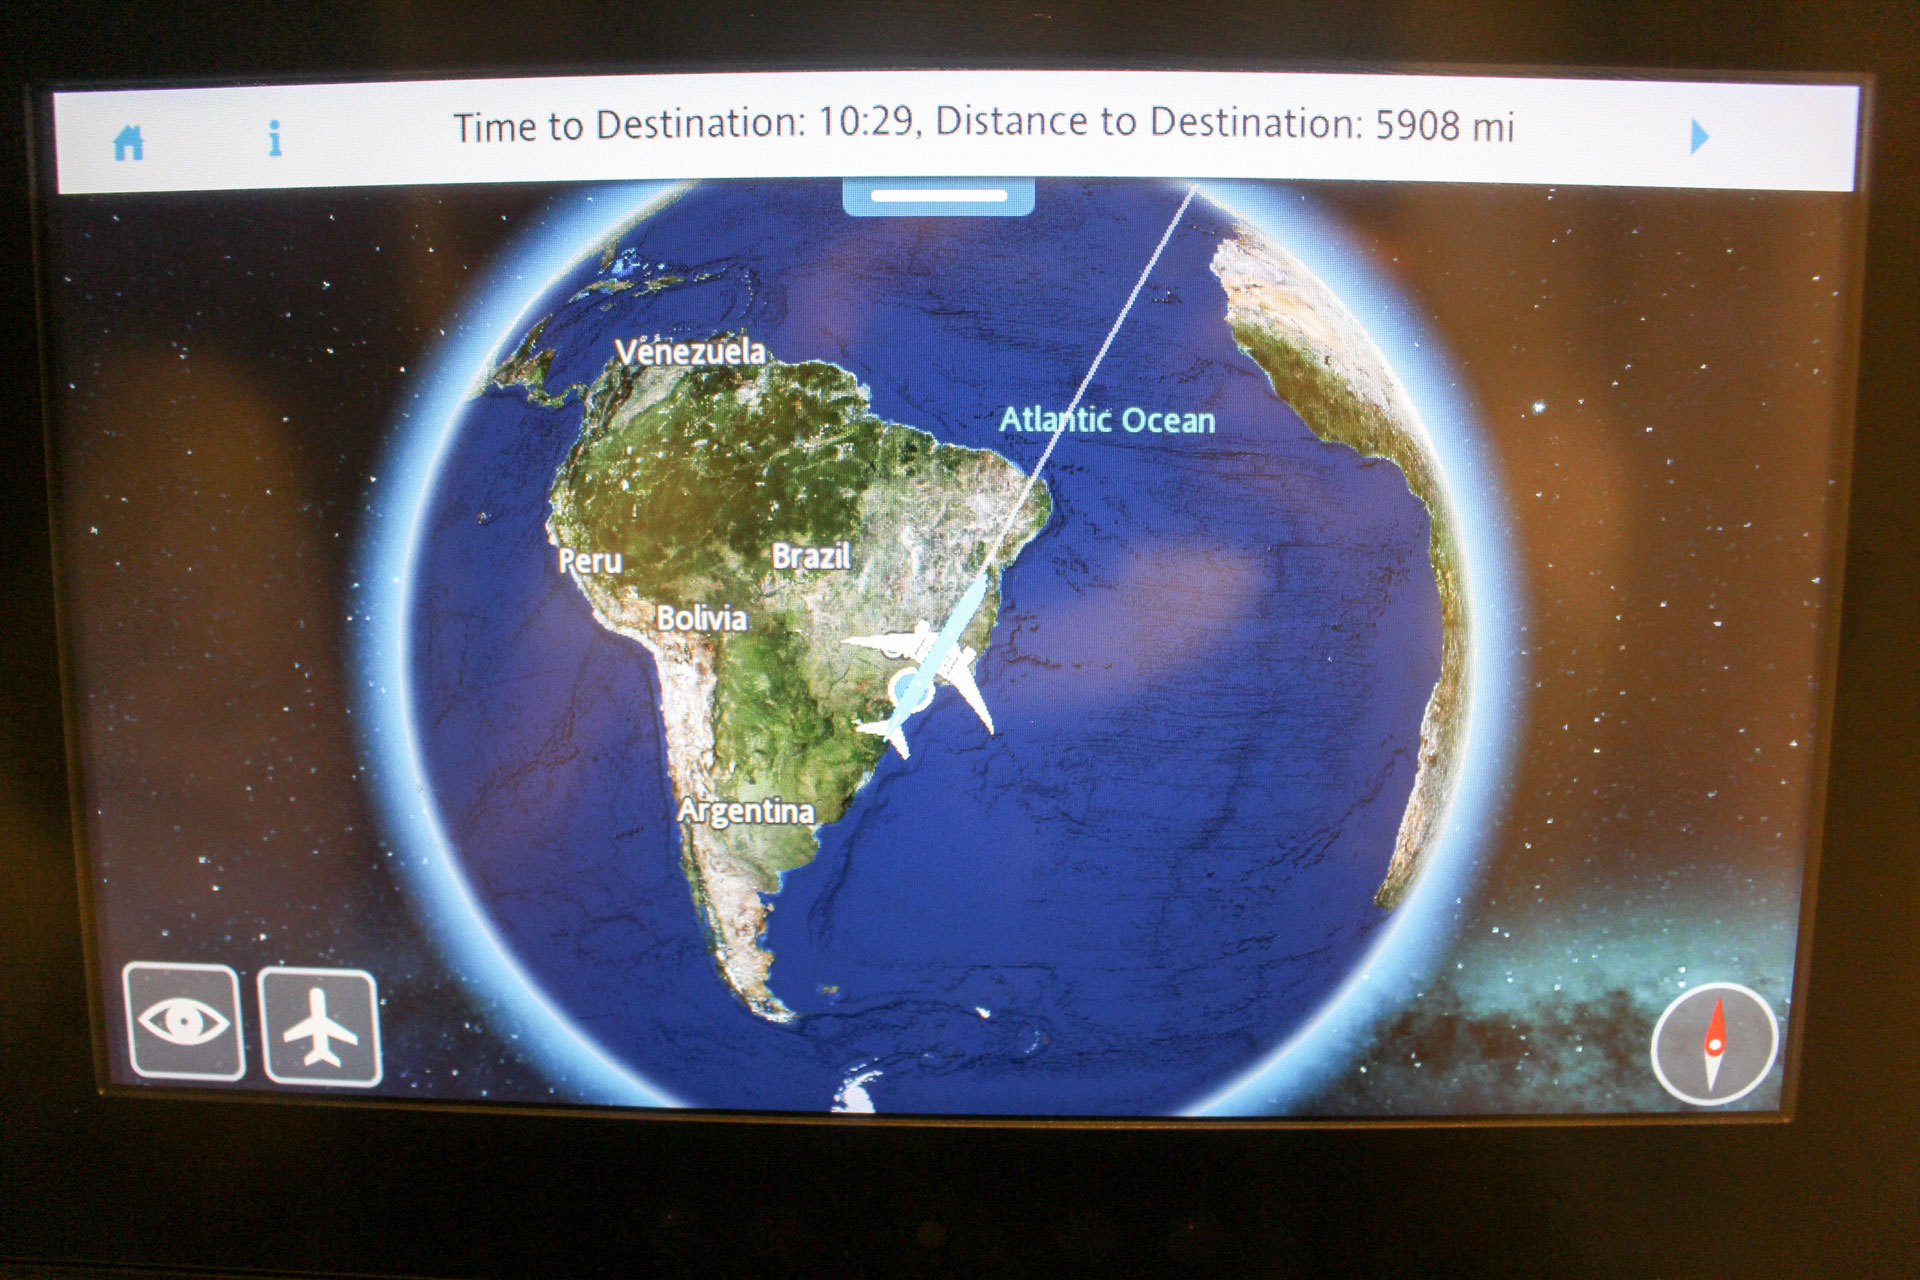 Time to Destination: 10:29, Distance to Destination: 5908 mi
Venezuela
Atlantic Ocean
Peru
Brazil
Bolivia
Argentina